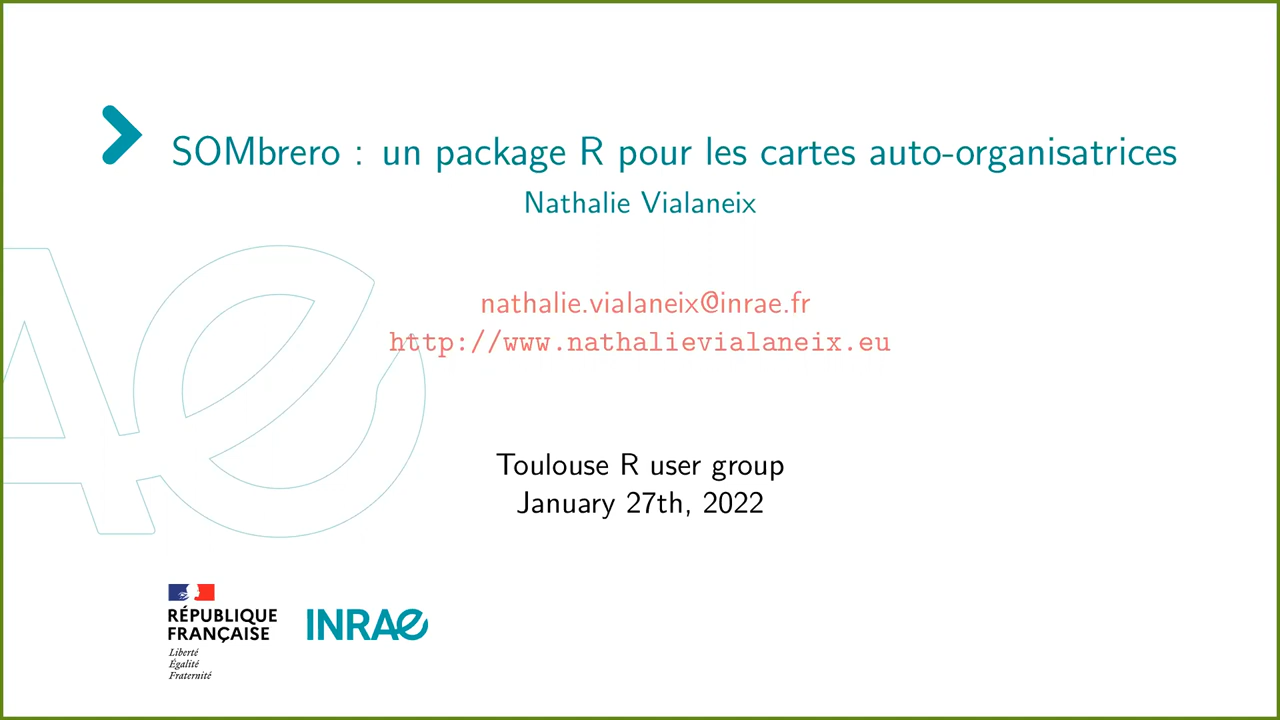 SOMbrero : un package R pour les cartes auto-organisatrices
Nathalie Vialaneix
nathalie.vialaneix@inrae.fr
http://www.nathalievialaneix.eu
Toulouse R user group
January 27th, 2022
RÉPUBLIQUE
FRANÇAISE
Liberté
Égalité
Fraternité
INRAE